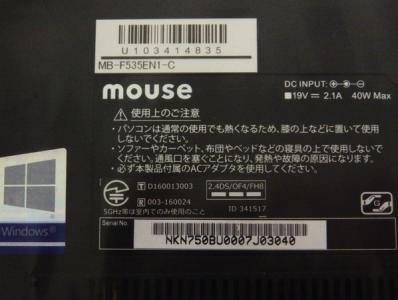 U103414835
MB-F535EN1-C
mouse
DC INPUT:
19V 2.1A 40W Max
使用上のご注意
・パソコンは通常の使用でも熱くなるため、膝の上などに置いて使用
しないでください。
・ソファーやカーペット、布団やベッドなどの寝具の上で使用しないで
ください。通風口を塞ぐことになり、発熱や故障の原因になります。
・必ず本製品付属のACアダプタを使用してください。
T D160013003 2.4DS/OF4/FH8
R 003-160024 ID 341517
5GHz帯は室内でのみ使用のこと
Serial No.
NKN750BU0007J03040
Windows®